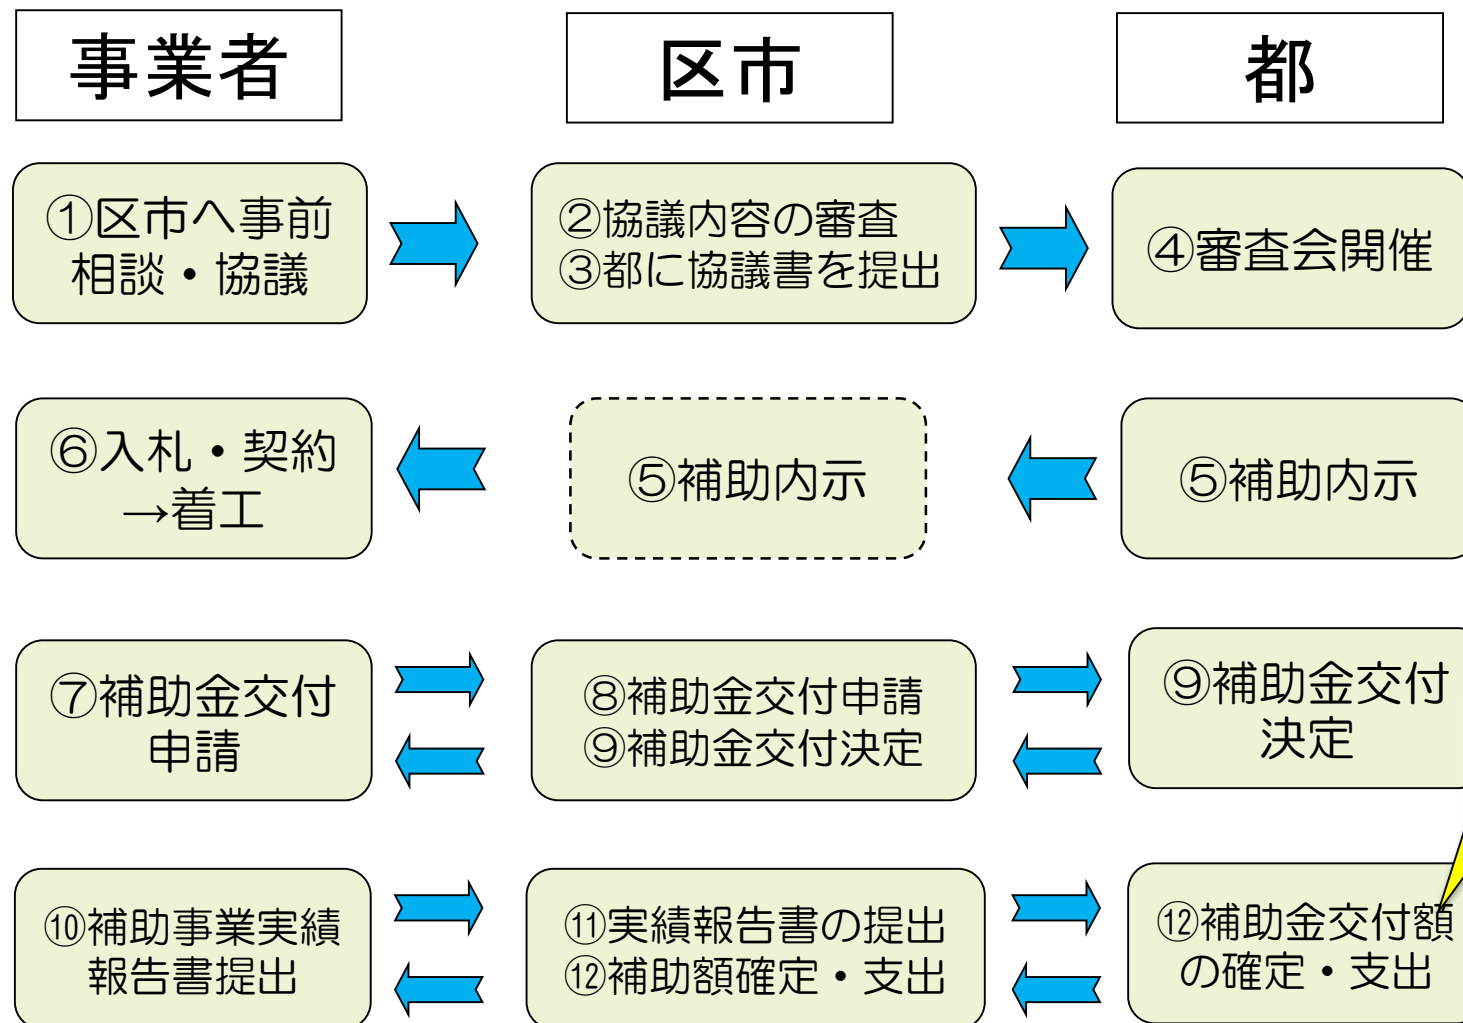 事業者
区市
都
①区市へ事前
相談・協議
②協議内容の審査
③都に協議書を提出
④審査会開催
⑥入札・契約
→着工
⑤補助内示
⑤補助内示
⑦補助金交付
申請
⑧補助金交付申請
⑨補助金交付決定
⑨補助金交付
決定
⑩補助事業実績
報告書提出
⑪実績報告書の提出
⑫補助額確定・支出
⑫補助金交付額
の確定・支出